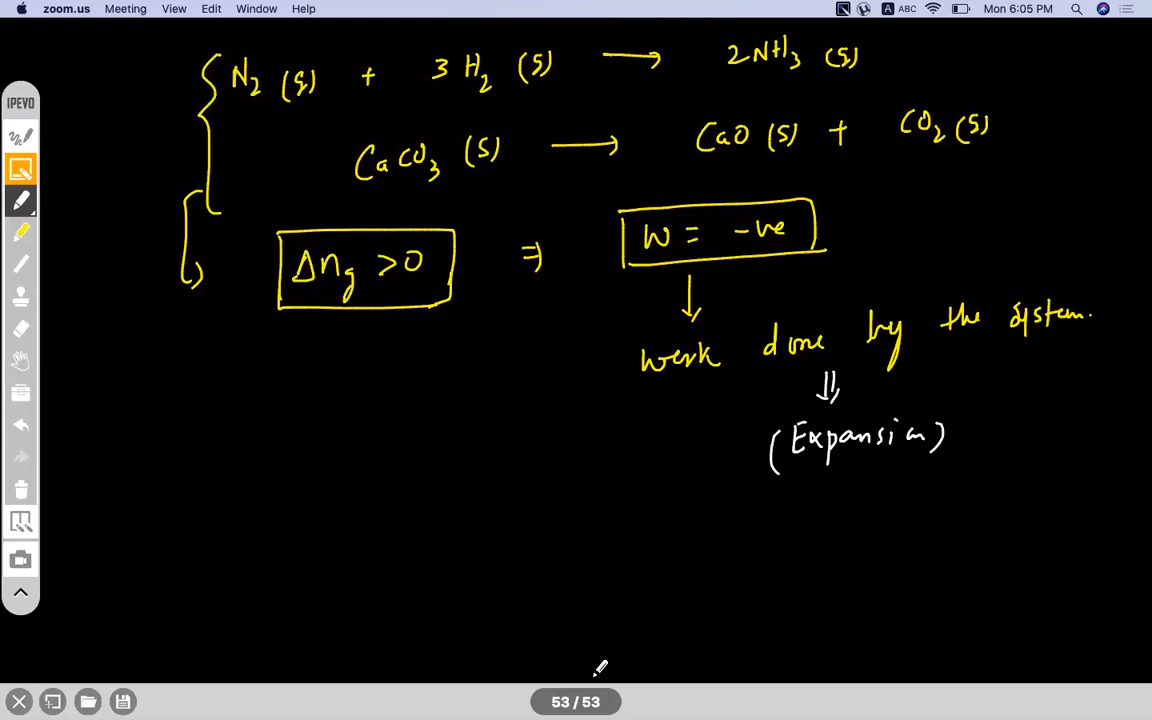 zoom.us Meeting View Edit Window Help ABC Mon 6:05 PM
IPEVO
N₂ (g) + 3 H₂ (g) → 2NH₃ (g)
CaCO₃ (s) → CaO (s) + CO₂ (g)
Δng >0 ⇒ W = -ve
work done by the system.
(Expansion)
53 / 53